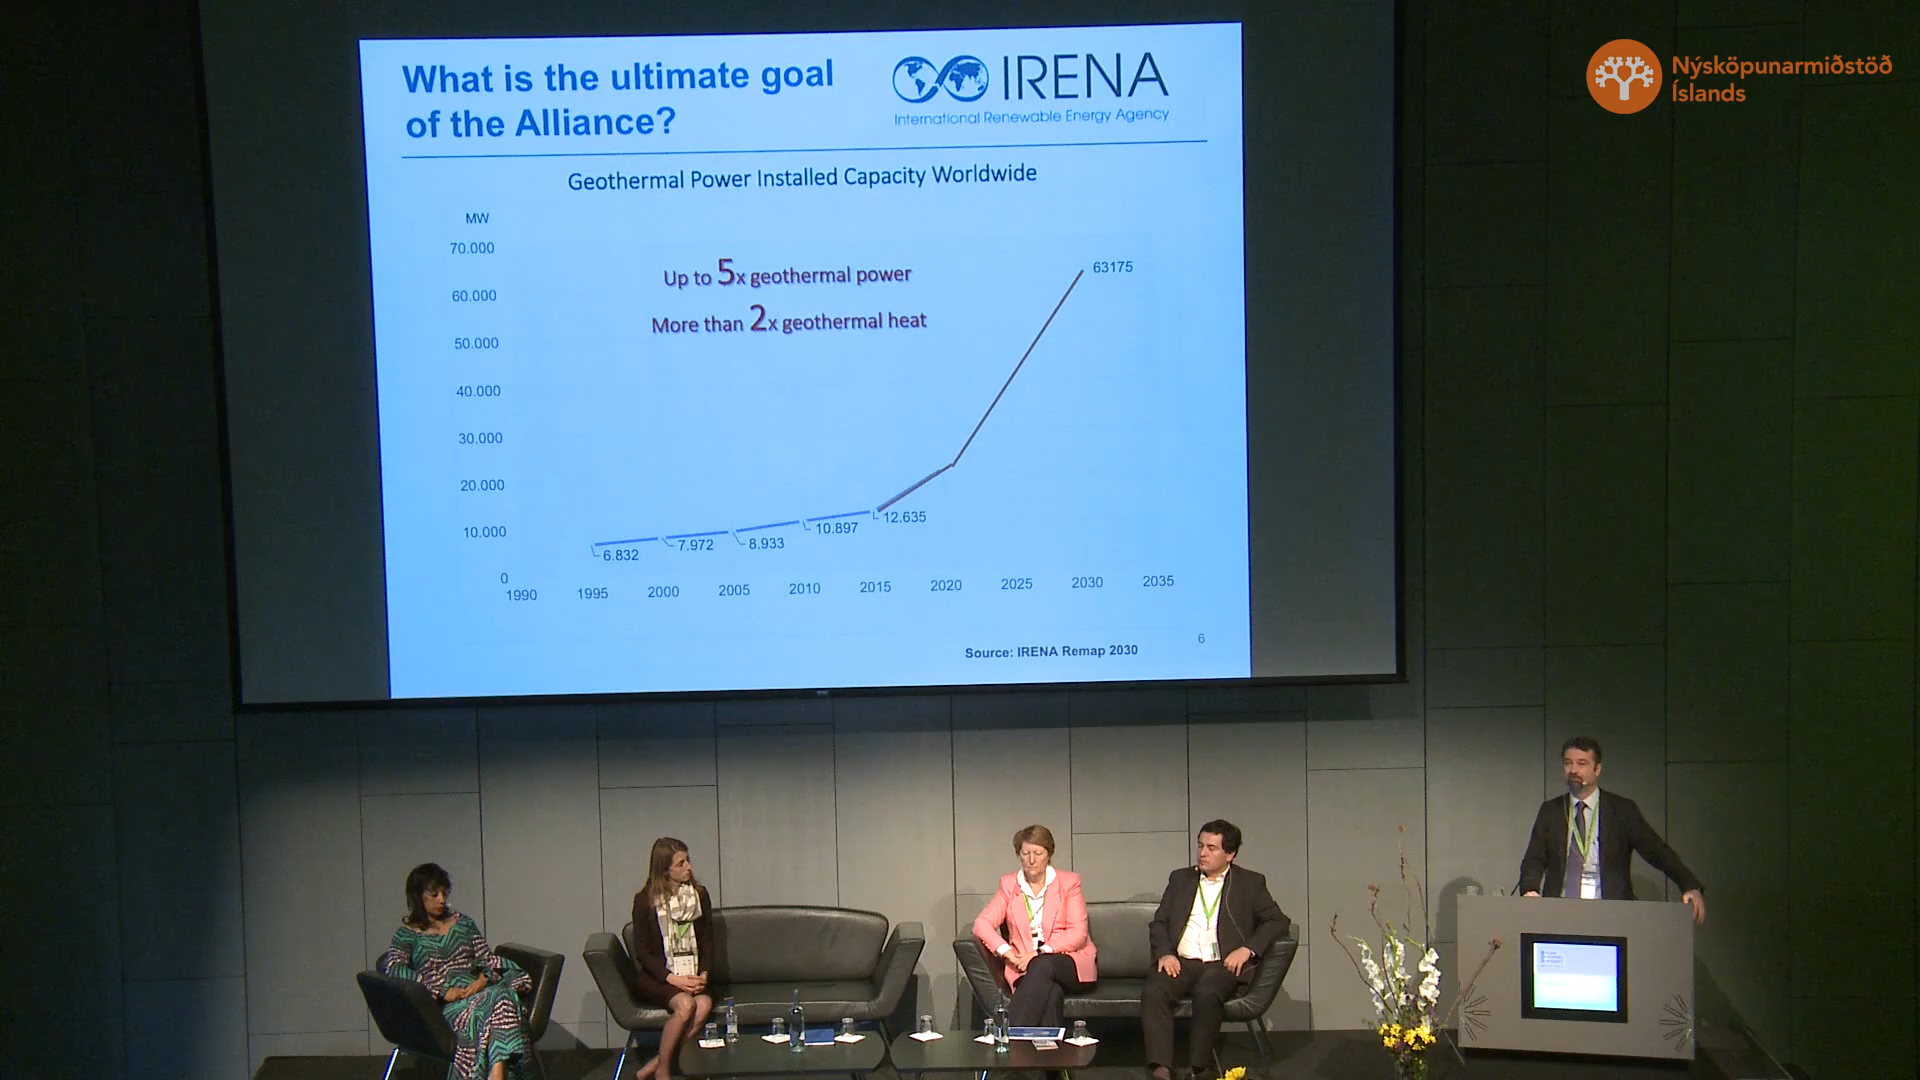 What is the ultimate goal
of the Alliance?
IRENA
International Renewable Energy Agency
Nýsköpunarmiðstöð
Íslands
Geothermal Power Installed Capacity Worldwide
MW
70.000
60.000
50.000
40.000
30.000
20.000
10.000
0
Up to 5x geothermal power
More than 2x geothermal heat
63175
6.832
7.972
8.933
10.897
12.635
1990
1995
2000
2005
2010
2015
2020
2025
2030
2035
6
Source: IRENA Remap 2030